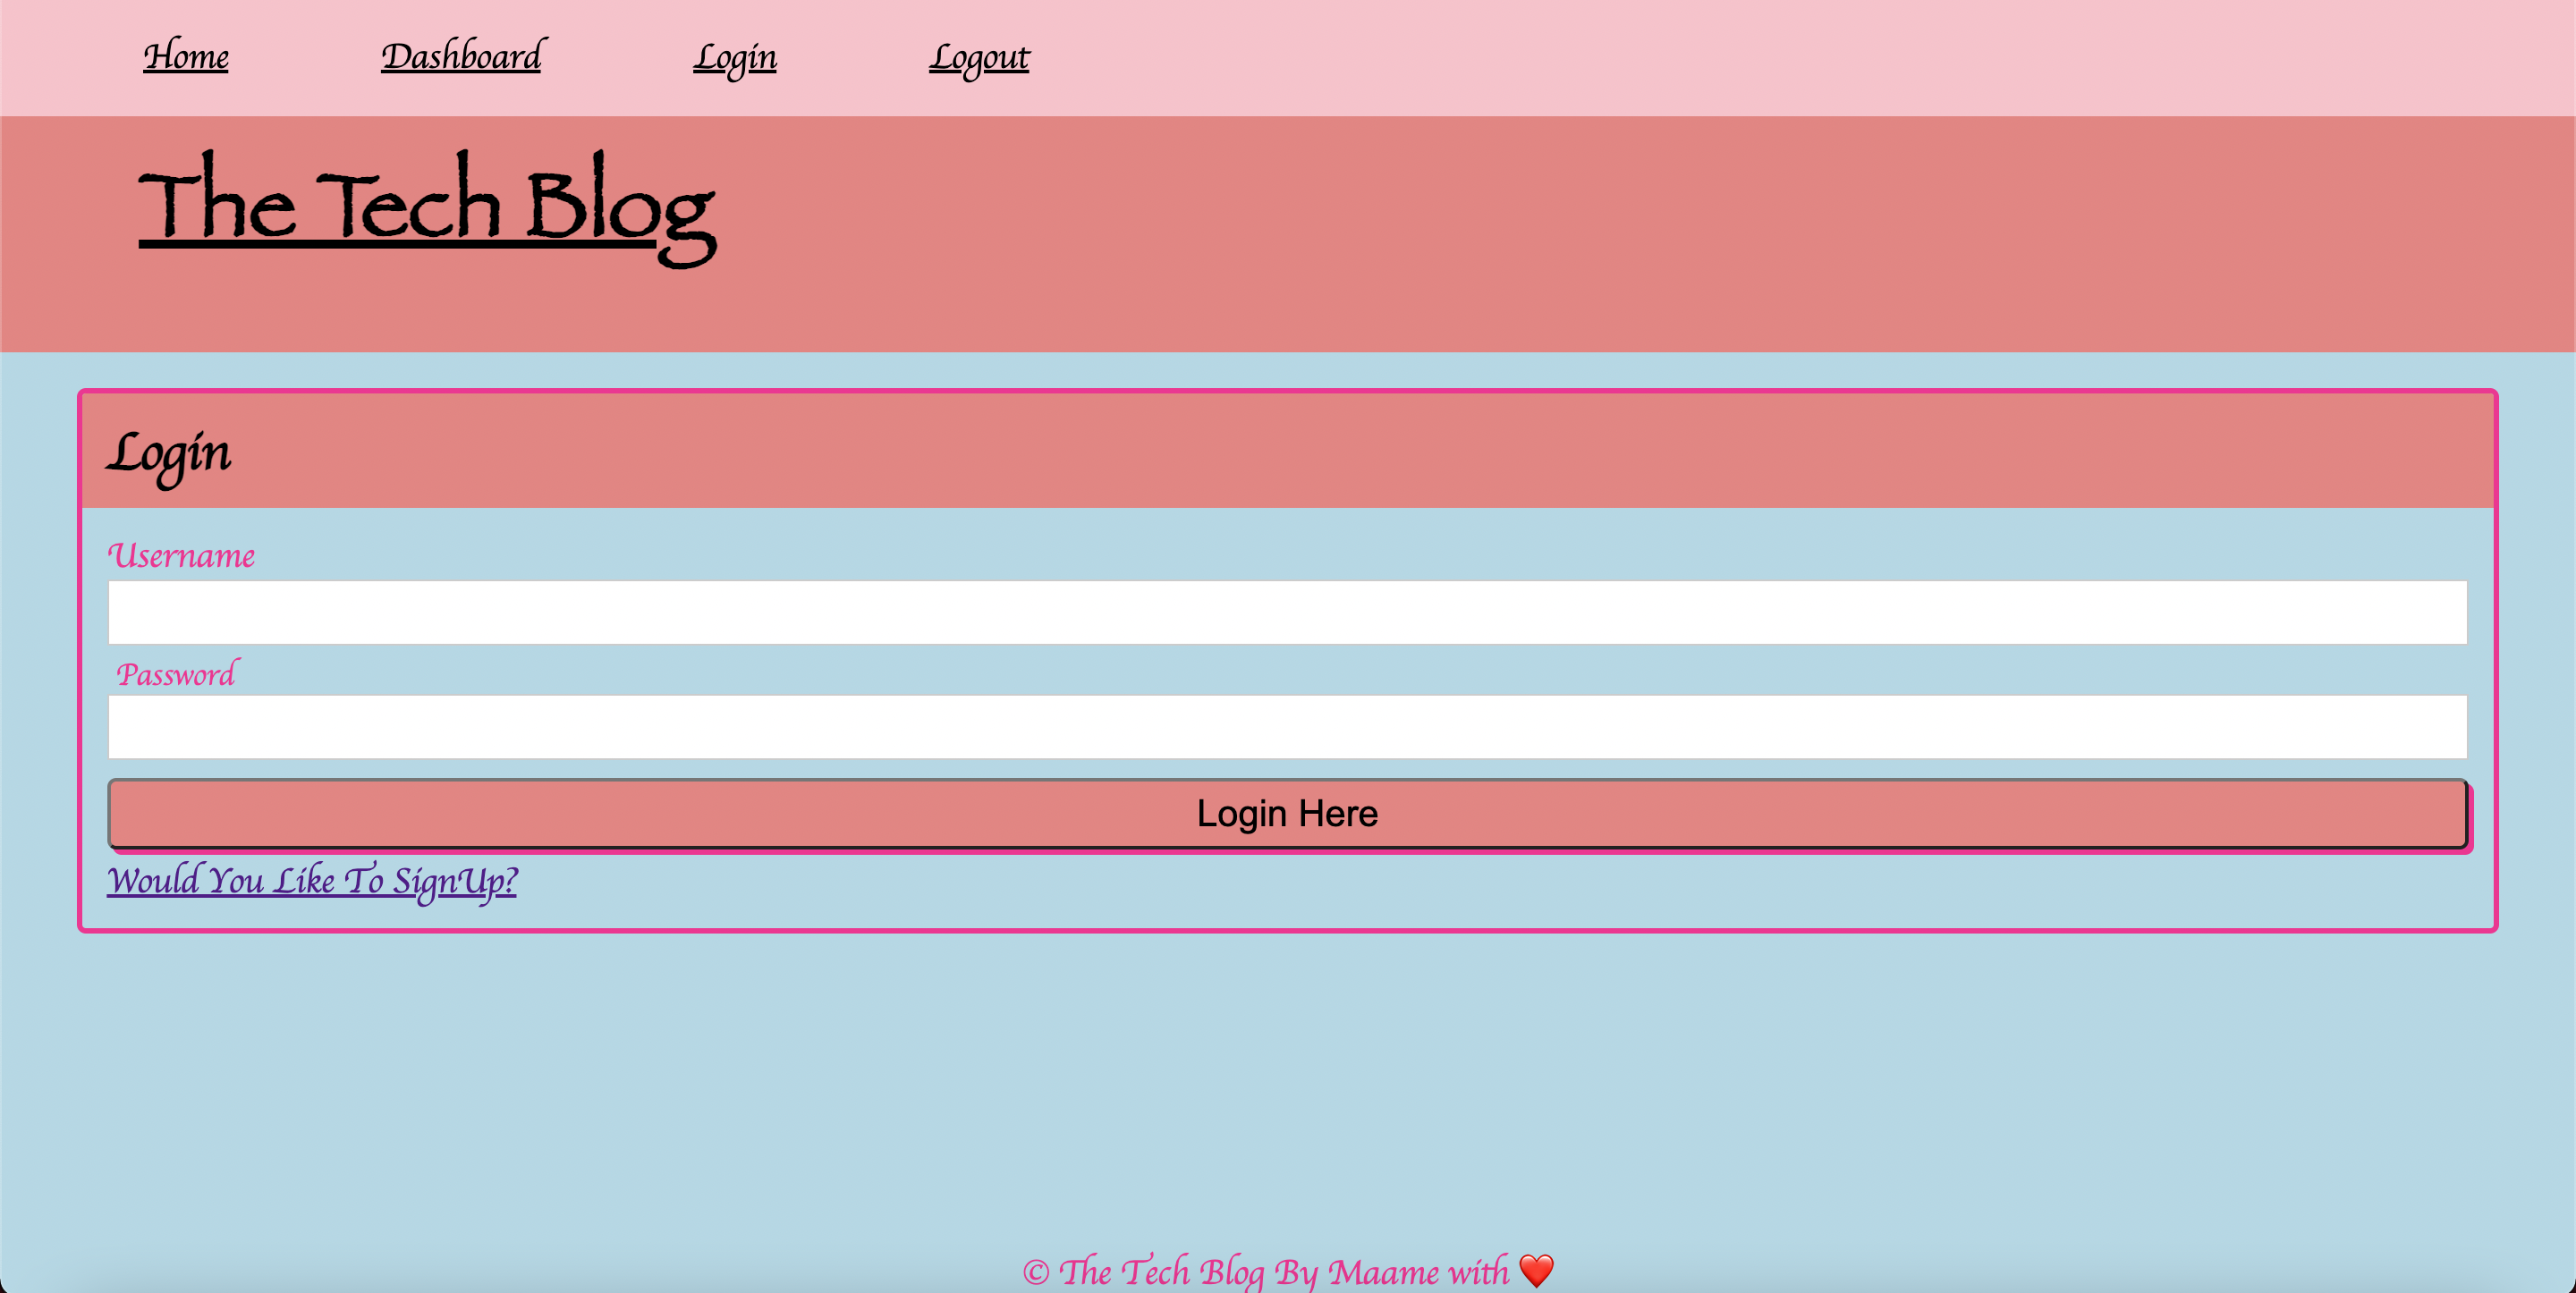 Home Dashboard Login Logout
The Tech Blog
Login
Username
Password
Login Here
Would You Like To SignUp?
© The Tech Blog By Maame with ❤️